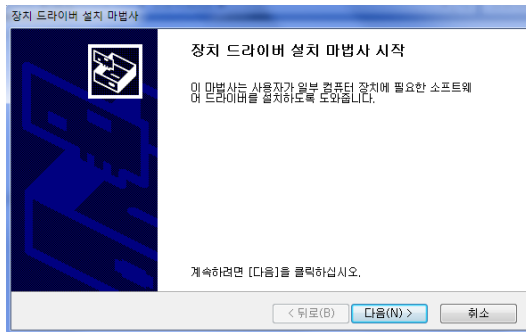 장치 드라이버 설치 마법사
장치 드라이버 설치 마법사 시작
이 마법사는 사용자가 일부 컴퓨터 장치에 필요한 소프트웨
어 드라이버를 설치하도록 도와줍니다.
계속하려면 [다음]을 클릭하십시오.
< 뒤로(B) 다음(N) > 취소